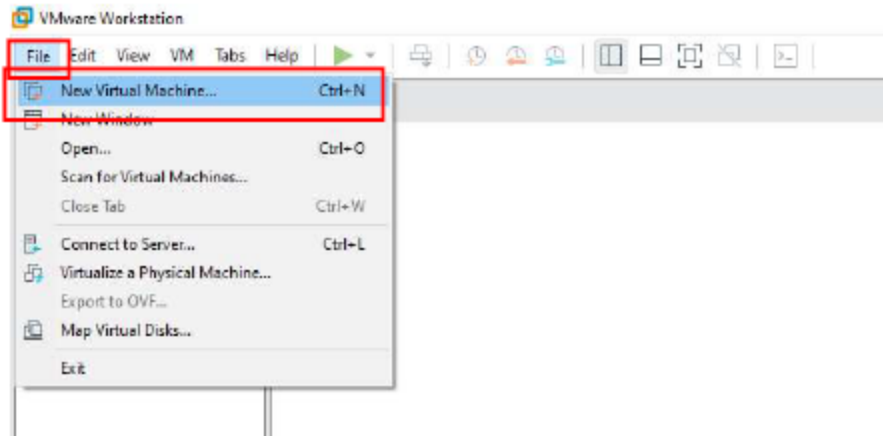 VMware Workstation
File Edit View VM Tabs Help
New Virtual Machine... Ctrl+N
New Window
Open... Ctrl+O
Scan for Virtual Machines...
Close Tab Ctrl+W
Connect to Server... Ctrl+L
Virtualize a Physical Machine...
Export to OVF...
Map Virtual Disks...
Exit